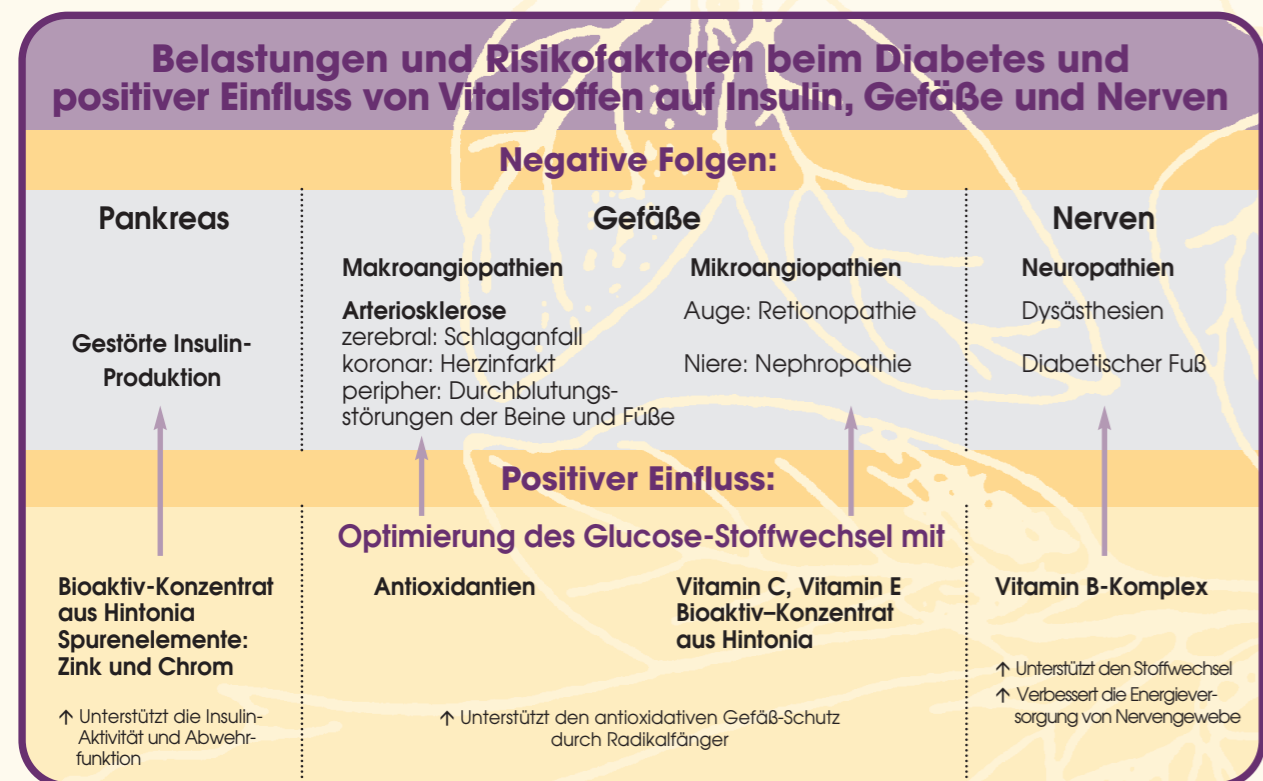 Belastungen und Risikofaktoren beim Diabetes und
positiver Einfluss von Vitalstoffen auf Insulin, Gefäße und Nerven
Negative Folgen:
Pankreas
Gestörte Insulin-
Produktion
Gefäße
Makroangiopathien
Arteriosklerose
zerebral: Schlaganfall
koronar: Herzinfarkt
peripher: Durchblutungs-
störungen der Beine und Füße
Mikroangiopathien
Auge: Retionopathie
Niere: Nephropathie
Nerven
Neuropathien
Dysästhesien
Diabetischer Fuß
Positiver Einfluss:
Optimierung des Glucose-Stoffwechsel mit
Bioaktiv-Konzentrat
aus Hintonia
Spurenelemente:
Zink und Chrom
↑ Unterstützt die Insulin-
Aktivität und Abwehr-
funktion
Antioxidantien
Vitamin C, Vitamin E
Bioaktiv–Konzentrat
aus Hintonia
↑ Unterstützt den antioxidativen Gefäß-Schutz
durch Radikalfänger
Vitamin B-Komplex
↑ Unterstützt den Stoffwechsel
↑ Verbessert die Energiever-
sorgung von Nervengewebe